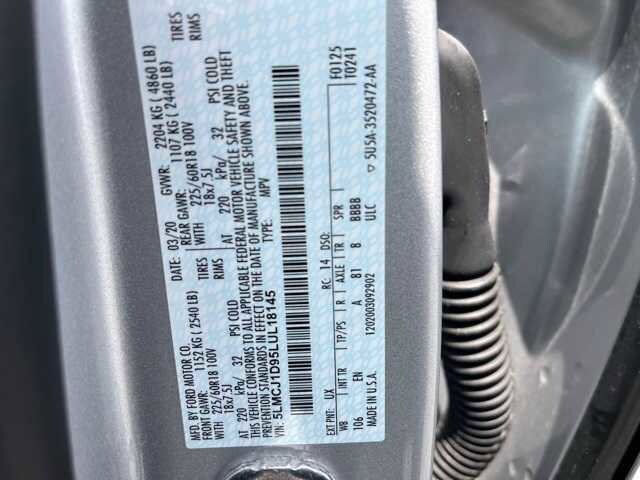 MFD. BY FORD MOTOR CO.
DATE: 03/20 GVWR: 2204 KG ( 4860 LB)
FRONT GAWR: 1152 KG ( 2540 LB) REAR GAWR: 1107 KG ( 2440 LB)
WITH 225/60R18 100V TIRES WITH 225/60R18 100V TIRES
18x7.5J RIMS 18x7.5J RIMS
AT 220 kPa/ 32 PSI COLD AT 220 kPa/ 32 PSI COLD
THIS VEHICLE CONFORMS TO ALL APPLICABLE FEDERAL MOTOR VEHICLE SAFETY AND THEFT
PREVENTION STANDARDS IN EFFECT ON THE DATE OF MANUFACTURE SHOWN ABOVE.
VIN: 5LMCJ1D95LUL18145 TYPE: MPV
F0125
T0241
EXT PNT: UX RC: 14 DSO:
WB INT TR TP/PS R AXLE TR SPR
106 EN A 81 8 BBBB
MADE IN U.S.A. 1202003092902 ULC
5U5A-3520472-AA